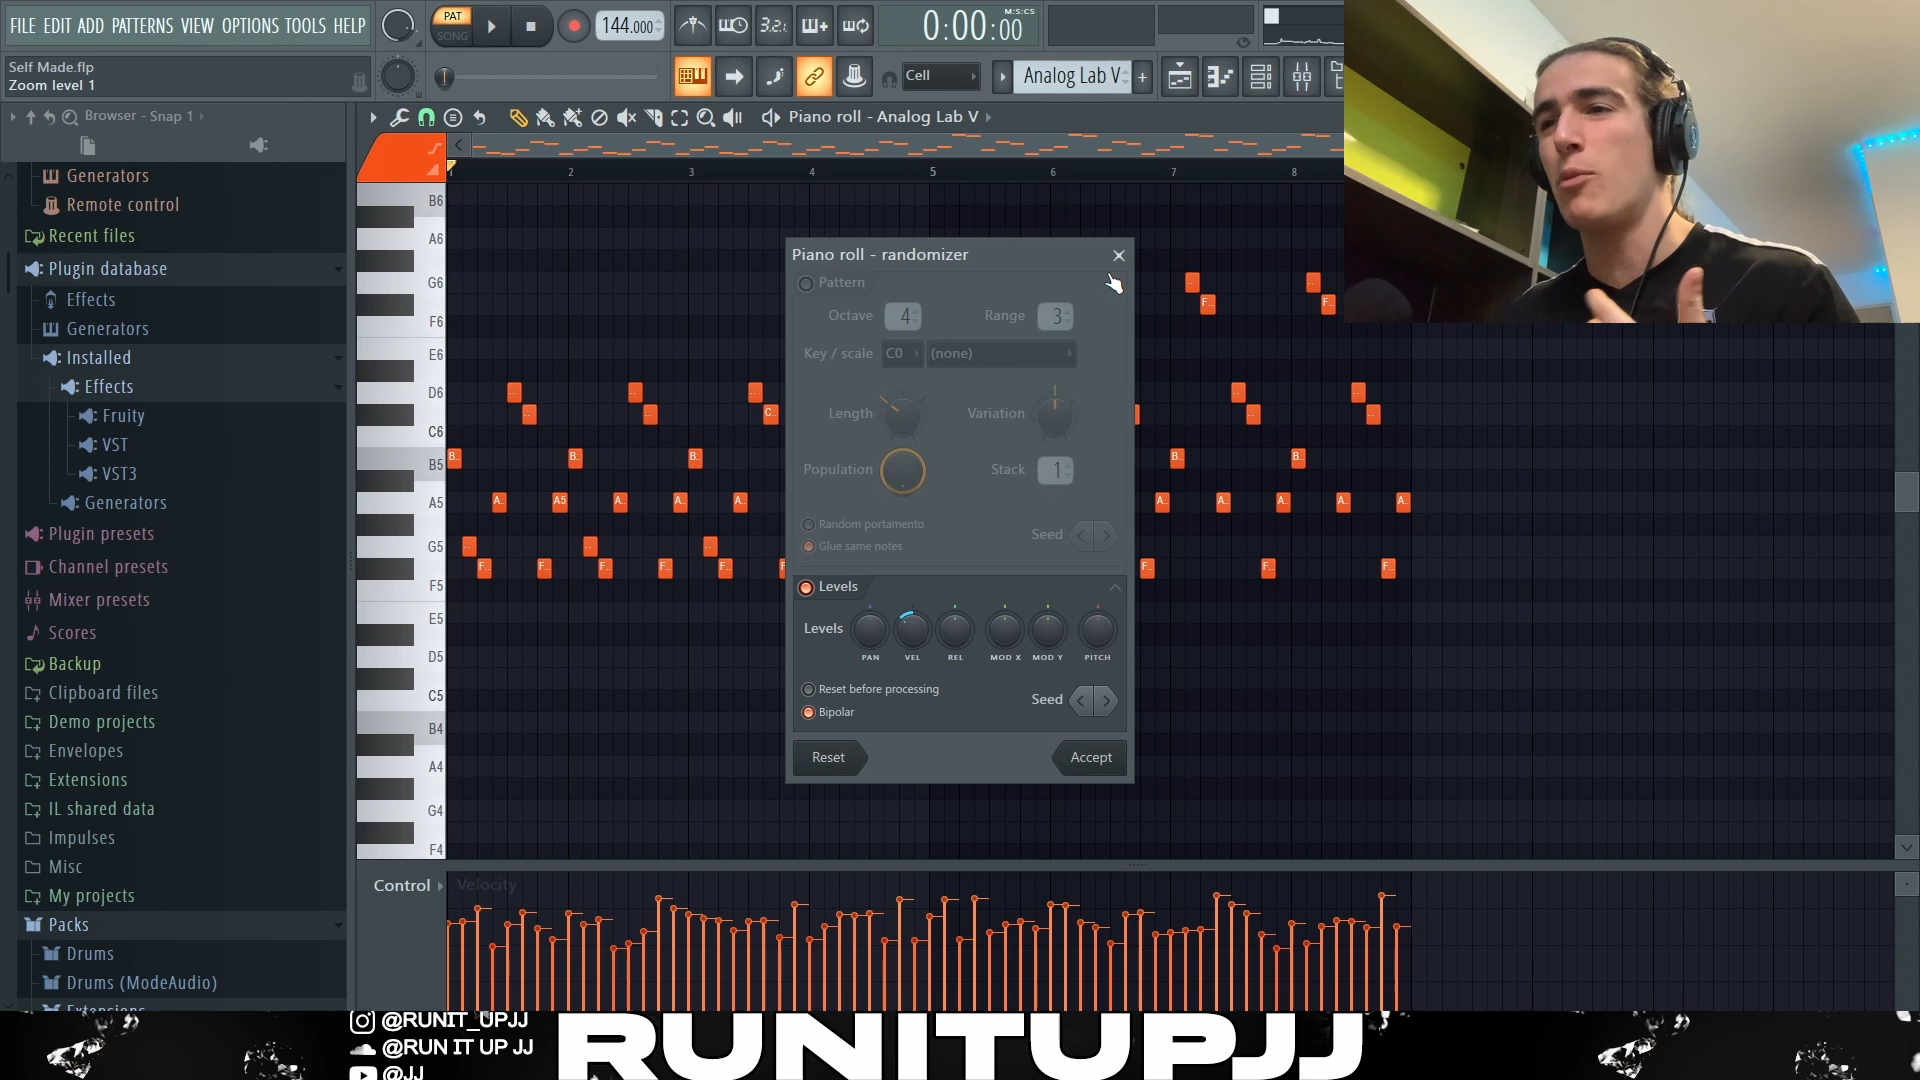 FILE EDIT ADD PATTERNS VIEW OPTIONS TOOLS HELP
PAT
SONG
144.000
3.2.1
0:00:00
M:S:CS
Self Made.flp
Zoom level 1
Cell
Analog Lab V
Browser - Snap 1
Piano roll - Analog Lab V
Generators
Remote control
Recent files
Plugin database
Effects
Generators
Installed
Effects
Fruity
VST
VST3
Generators
Plugin presets
Channel presets
Mixer presets
Scores
Backup
Clipboard files
Demo projects
Envelopes
Extensions
IL shared data
Impulses
Misc
My projects
Packs
Drums
Drums (ModeAudio)
Extensions
2 3 4 5 6 7 8
B6
A6
G6
F6
E6
D6
C6
B5
A5
G5
F5
E5
D5
C5
B4
A4
G4
F4
Piano roll - randomizer
Pattern
Octave 4 Range 3
Key / scale C0 (none)
Length Variation
Population Stack 1
Random portamento
Glue same notes
Seed
Levels
Levels
PAN VEL REL MOD X MOD Y PITCH
Reset before processing
Bipolar
Seed
Reset Accept
Control
Velocity
@RUNIT_UPJJ
@RUN IT UP JJ
@JJ
RUNITUPJJ